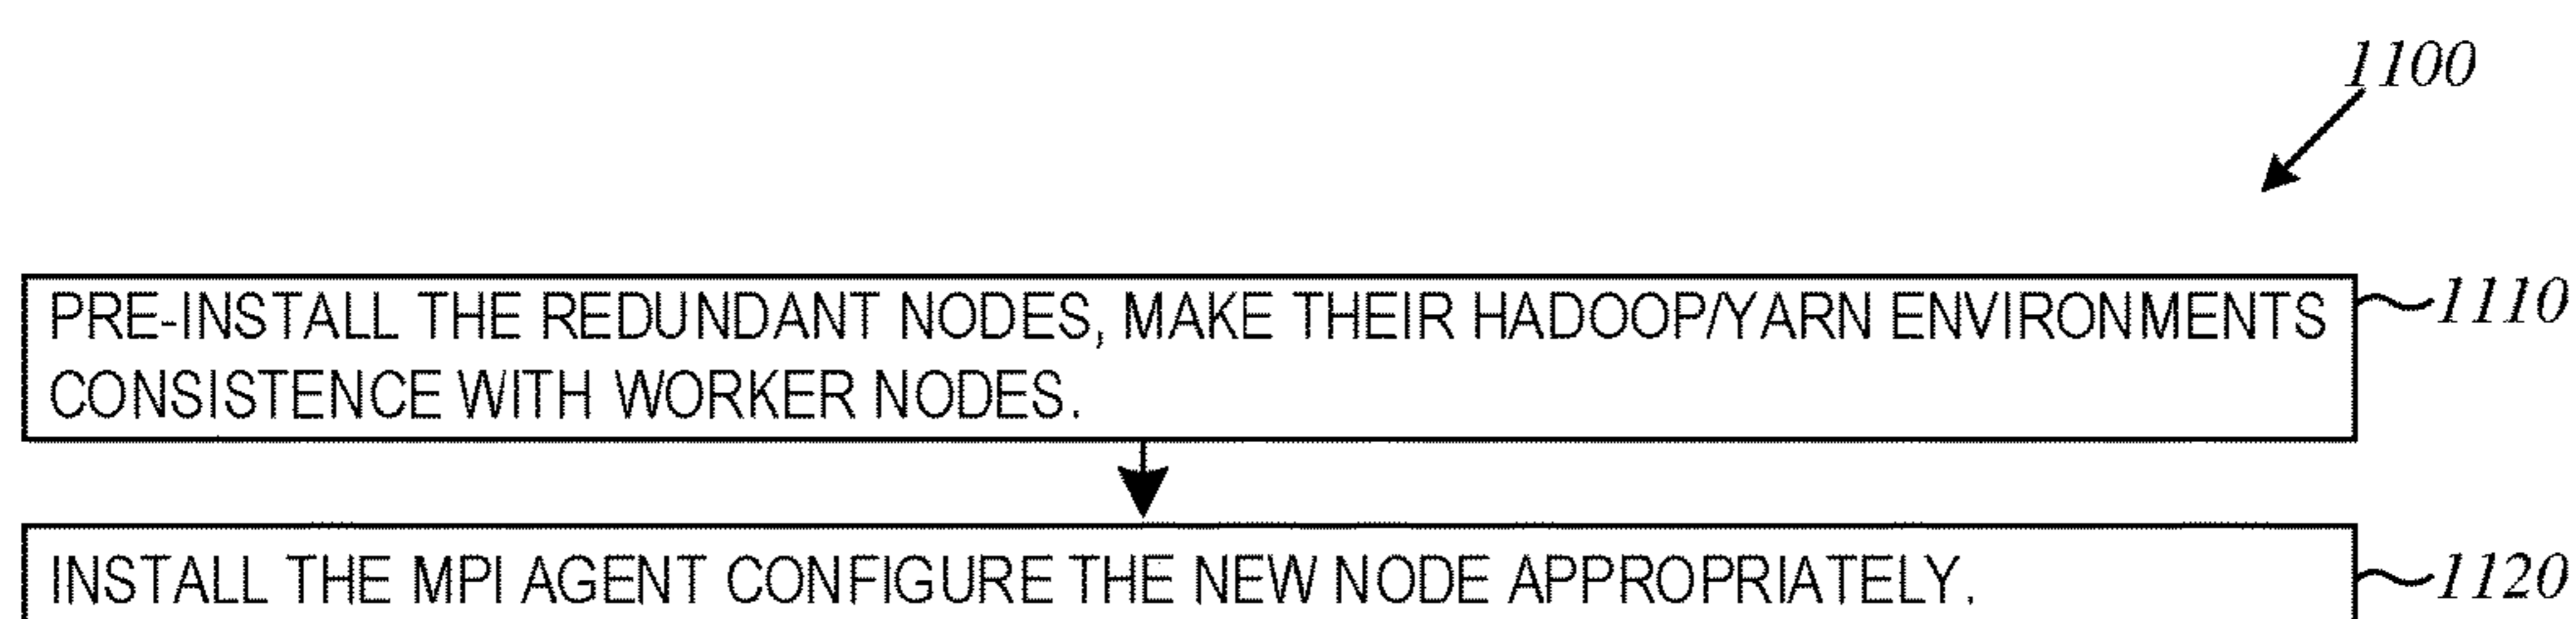 1100
PRE-INSTALL THE REDUNDANT NODES, MAKE THEIR HADOOP/YARN ENVIRONMENTS
CONSISTENCE WITH WORKER NODES.
1110
INSTALL THE MPI AGENT CONFIGURE THE NEW NODE APPROPRIATELY.
1120